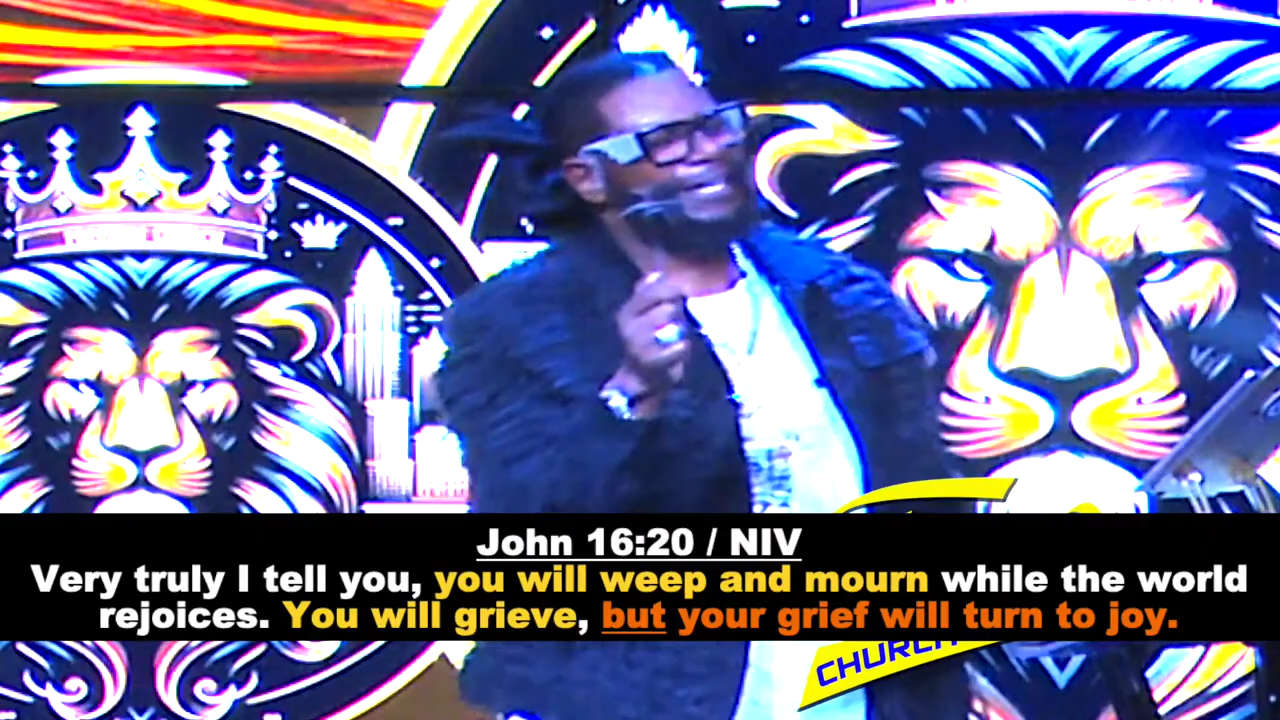 John 16:20 / NIV
Very truly I tell you, you will weep and mourn while the world
rejoices. You will grieve, but your grief will turn to joy.
CHURCH